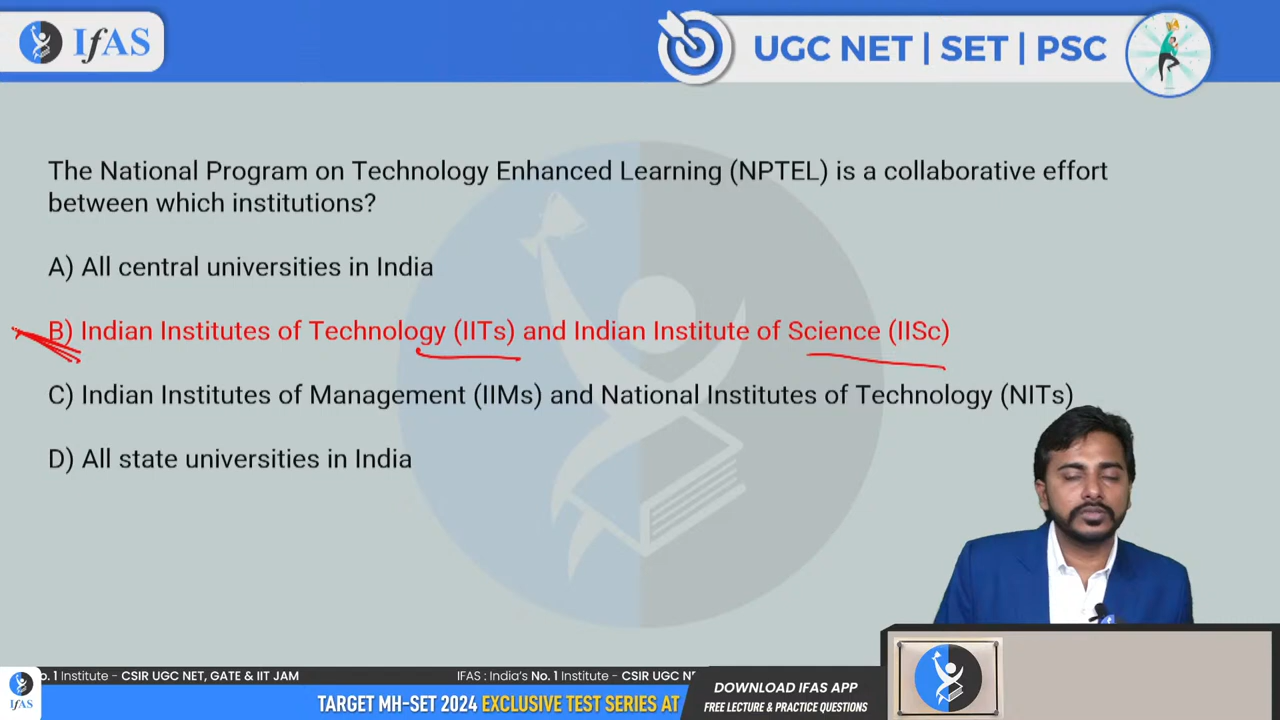 IfAS
UGC NET | SET | PSC
The National Program on Technology Enhanced Learning (NPTEL) is a collaborative effort
between which institutions?
A) All central universities in India
B) Indian Institutes of Technology (IITs) and Indian Institute of Science (IISc)
C) Indian Institutes of Management (IIMs) and National Institutes of Technology (NITs)
D) All state universities in India
IfAS
o. 1 Institute - CSIR UGC NET, GATE & IIT JAM
IFAS : India's No. 1 Institute - CSIR UGC NE
TARGET MH-SET 2024 EXCLUSIVE TEST SERIES AT
DOWNLOAD IFAS APP
FREE LECTURE & PRACTICE QUESTIONS